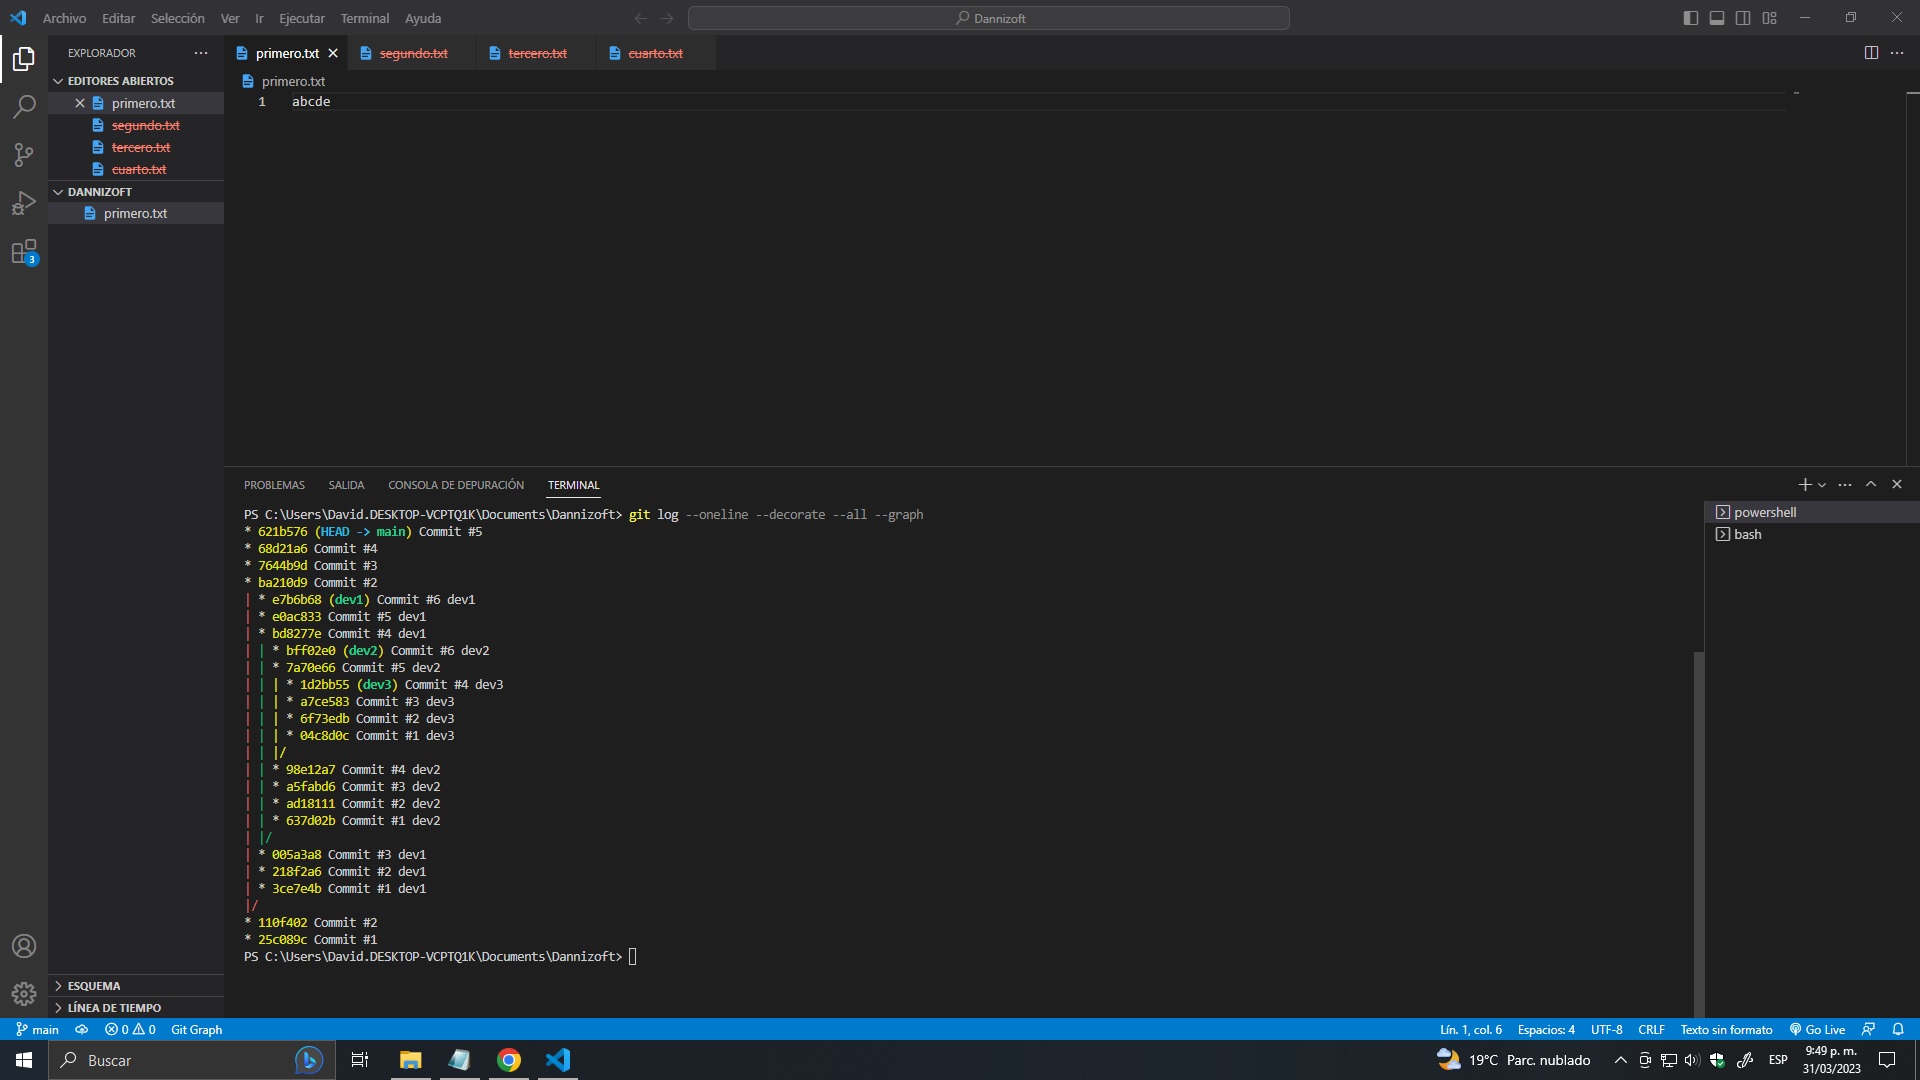 Archivo Editar Selección Ver Ir Ejecutar Terminal Ayuda
Dannizoft
EXPLORADOR
primero.txt segundo.txt tercero.txt cuarto.txt
EDITORES ABIERTOS
primero.txt
segundo.txt
tercero.txt
cuarto.txt
DANNIZOFT
primero.txt
3
primero.txt
1 abcde
PROBLEMAS SALIDA CONSOLA DE DEPURACIÓN TERMINAL
PS C:\Users\David.DESKTOP-VCPTQ1K\Documents\Dannizoft> git log --oneline --decorate --all --graph
* 621b576 (HEAD -> main) Commit #5
* 68d21a6 Commit #4
* 7644b9d Commit #3
* ba210d9 Commit #2
| * e7b6b68 (dev1) Commit #6 dev1
| * e0ac833 Commit #5 dev1
| * bd8277e Commit #4 dev1
| | * bff02e0 (dev2) Commit #6 dev2
| | * 7a70e66 Commit #5 dev2
| | | * 1d2bb55 (dev3) Commit #4 dev3
| | | * a7ce583 Commit #3 dev3
| | | * 6f73edb Commit #2 dev3
| | | * 04c8d0c Commit #1 dev3
| | |/
| | * 98e12a7 Commit #4 dev2
| | * a5fabd6 Commit #3 dev2
| | * ad18111 Commit #2 dev2
| | * 637d02b Commit #1 dev2
| |/
| * 005a3a8 Commit #3 dev1
| * 218f2a6 Commit #2 dev1
| * 3ce7e4b Commit #1 dev1
|/
* 110f402 Commit #2
* 25c089c Commit #1
PS C:\Users\David.DESKTOP-VCPTQ1K\Documents\Dannizoft>
powershell
bash
ESQUEMA
LÍNEA DE TIEMPO
main 0 0 Git Graph
Lín. 1, col. 6 Espacios: 4 UTF-8 CRLF Texto sin formato Go Live
Buscar
19°C Parc. nublado ESP
9:49 p. m.
31/03/2023